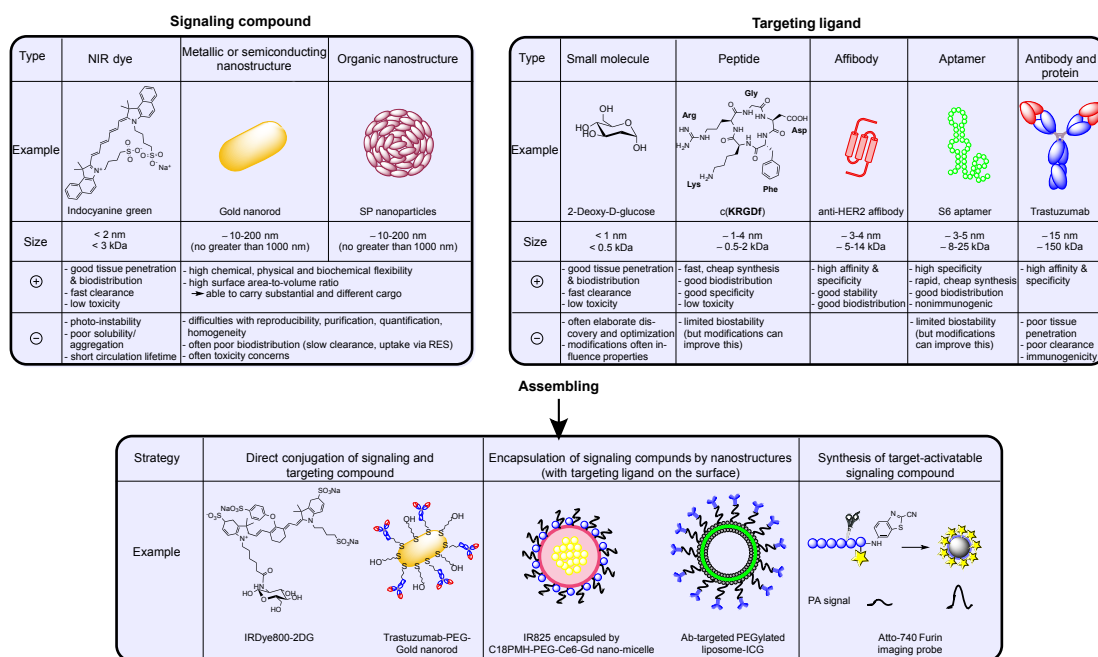 Signaling compound
Type
NIR dye
Metallic or semiconducting
nanostructure
Organic nanostructure
Example
N
N⁺
SO₃⁻
SO₃⁻
Na⁺
Indocyanine green
Gold nanorod
SP nanoparticles
Size
< 2 nm
< 3 kDa
– 10-200 nm
(no greater than 1000 nm)
– 10-200 nm
(no greater than 1000 nm)
+
- good tissue penetration
& biodistribution
- fast clearance
- low toxicity
- high chemical, physical and biochemical flexibility
- high surface area-to-volume ratio
➔ able to carry substantial and different cargo
−
- photo-instability
- poor solubility/
aggregation
- short circulation lifetime
- difficulties with reproducibility, purification, quantification,
homogeneity
- often poor biodistribution (slow clearance, uptake via RES)
- often toxicity concerns
Targeting ligand
Type
Small molecule
Peptide
Affibody
Aptamer
Antibody and
protein
Example
HO
HO
HO
O
OH
2-Deoxy-D-glucose
Gly
Arg
COOH
Asp
Lys
H₂N
Phe
c(KRGDf)
anti-HER2 affibody
S6 aptamer
Trastuzumab
Size
< 1 nm
< 0.5 kDa
– 1-4 nm
– 0.5-2 kDa
– 3-4 nm
– 5-14 kDa
– 3-5 nm
– 8-25 kDa
– 15 nm
– 150 kDa
+
- good tissue penetration
& biodistribution
- fast clearance
- low toxicity
- fast, cheap synthesis
- good biodistribution
- good specificity
- low toxicity
- high affinity &
specificity
- good stability
- good biodistribution
- high specificity
- rapid, cheap synthesis
- good biodistribution
- nonimmunogenic
- high affinity &
specificity
−
- often elaborate dis-
covery and optimization
- modifications often in-
fluence properties
- limited biostability
(but modifications can
improve this)
- limited biostability
(but modifications
can improve this)
- poor tissue
penetration
- poor clearance
- immunogenicity
Assembling
Strategy
Direct conjugation of signaling and
targeting compound
Encapsulation of signaling compunds by nanostructures
(with targeting ligand on the surface)
Synthesis of target-activatable
signaling compound
Example
SO₃Na
NaO₃S
⁻O₃S
SO₃Na
IRDye800-2DG
HO
S
S
S
HO
OH
Trastuzumab-PEG-
Gold nanorod
IR825 encapsuled by
C18PMH-PEG-Ce6-Gd nano-micelle
Ab-targeted PEGylated
liposome-ICG
CN
N
S
NH
PA signal
Atto-740 Furin
imaging probe